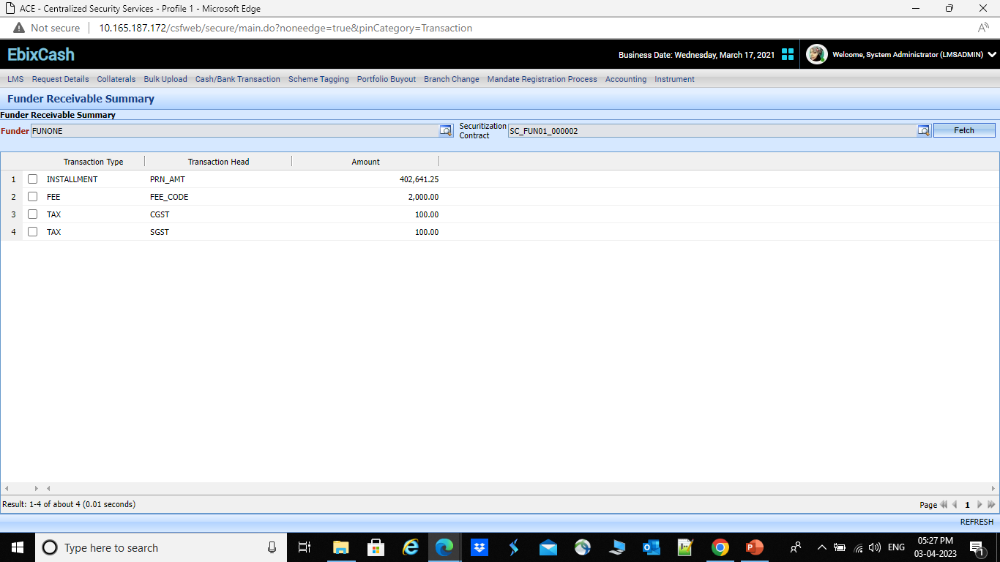 ACE - Centralized Security Services - Profile 1 - Microsoft Edge
Not secure 10.165.187.172/csfweb/secure/main.do?noneedge=true&pinCategory=Transaction
EbixCash Business Date: Wednesday, March 17, 2021 Welcome, System Administrator (LMSADMIN)
LMS Request Details Collaterals Bulk Upload Cash/Bank Transaction Scheme Tagging Portfolio Buyout Branch Change Mandate Registration Process Accounting Instrument
Funder Receivable Summary
Funder Receivable Summary
Funder FUNONE Securitization Contract SC_FUN01_000002 Fetch
Transaction Type Transaction Head Amount
1 INSTALLMENT PRN_AMT 402,641.25
2 FEE FEE_CODE 2,000.00
3 TAX CGST 100.00
4 TAX SGST 100.00
Result: 1-4 of about 4 (0.01 seconds) Page 1
REFRESH
Type here to search ENG 05:27 PM
03-04-2023 1